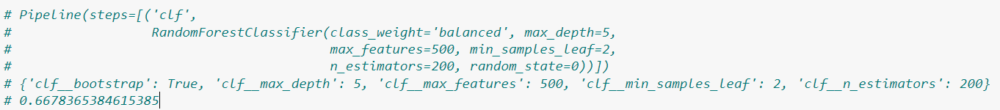 # Pipeline(steps=[('clf',
#                  RandomForestClassifier(class_weight='balanced', max_depth=5,
#                                         max_features=500, min_samples_leaf=2,
#                                         n_estimators=200, random_state=0))])
# {'clf__bootstrap': True, 'clf__max_depth': 5, 'clf__max_features': 500, 'clf__min_samples_leaf': 2, 'clf__n_estimators': 200}
# 0.6678365384615385